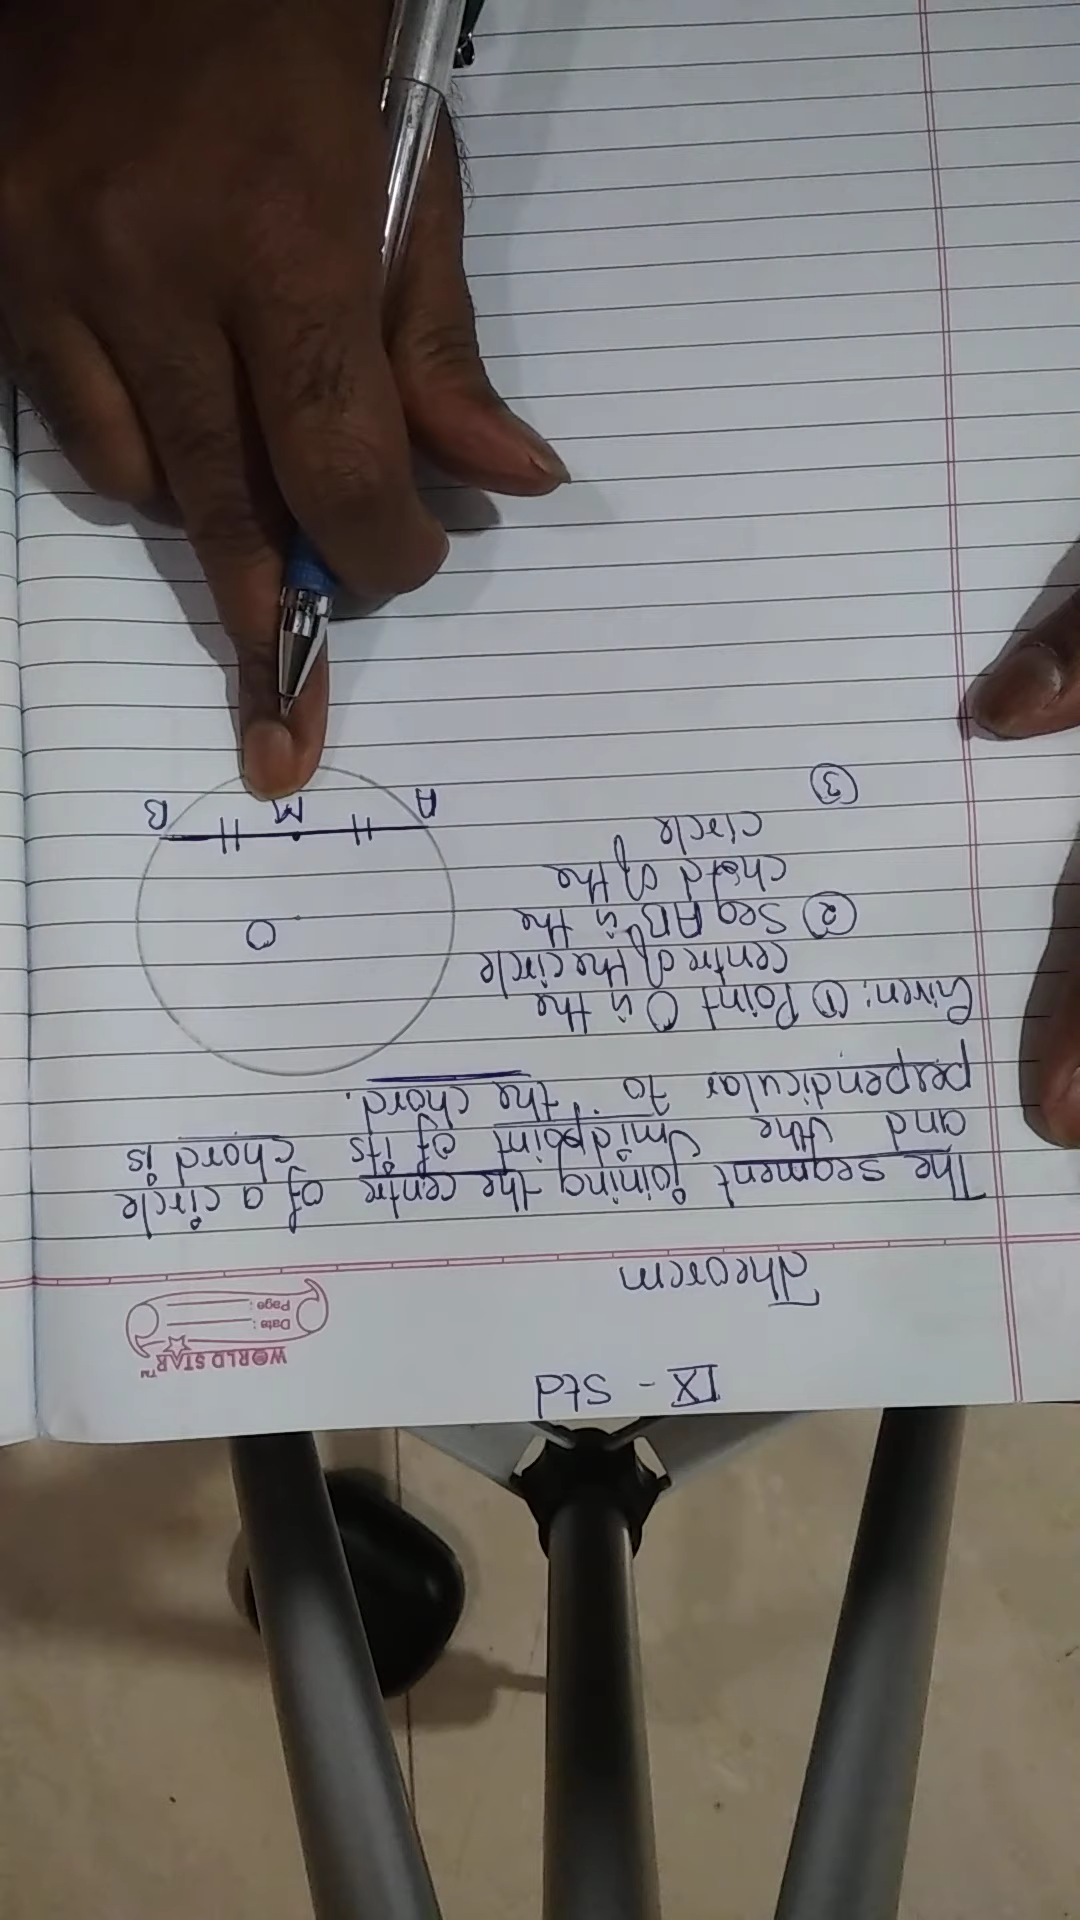 IX - Std
WORLD STAR™
Date :
Page :
Theorem
The segment joining the centre of a circle
and the midpoint of its chord is
perpendicular to the chord.
Given: ① Point O is the
centre of the circle
② Seg AB is the
chord of the
circle
③
O
A M B